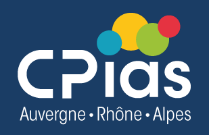 CPias
Auvergne • Rhône • Alpes